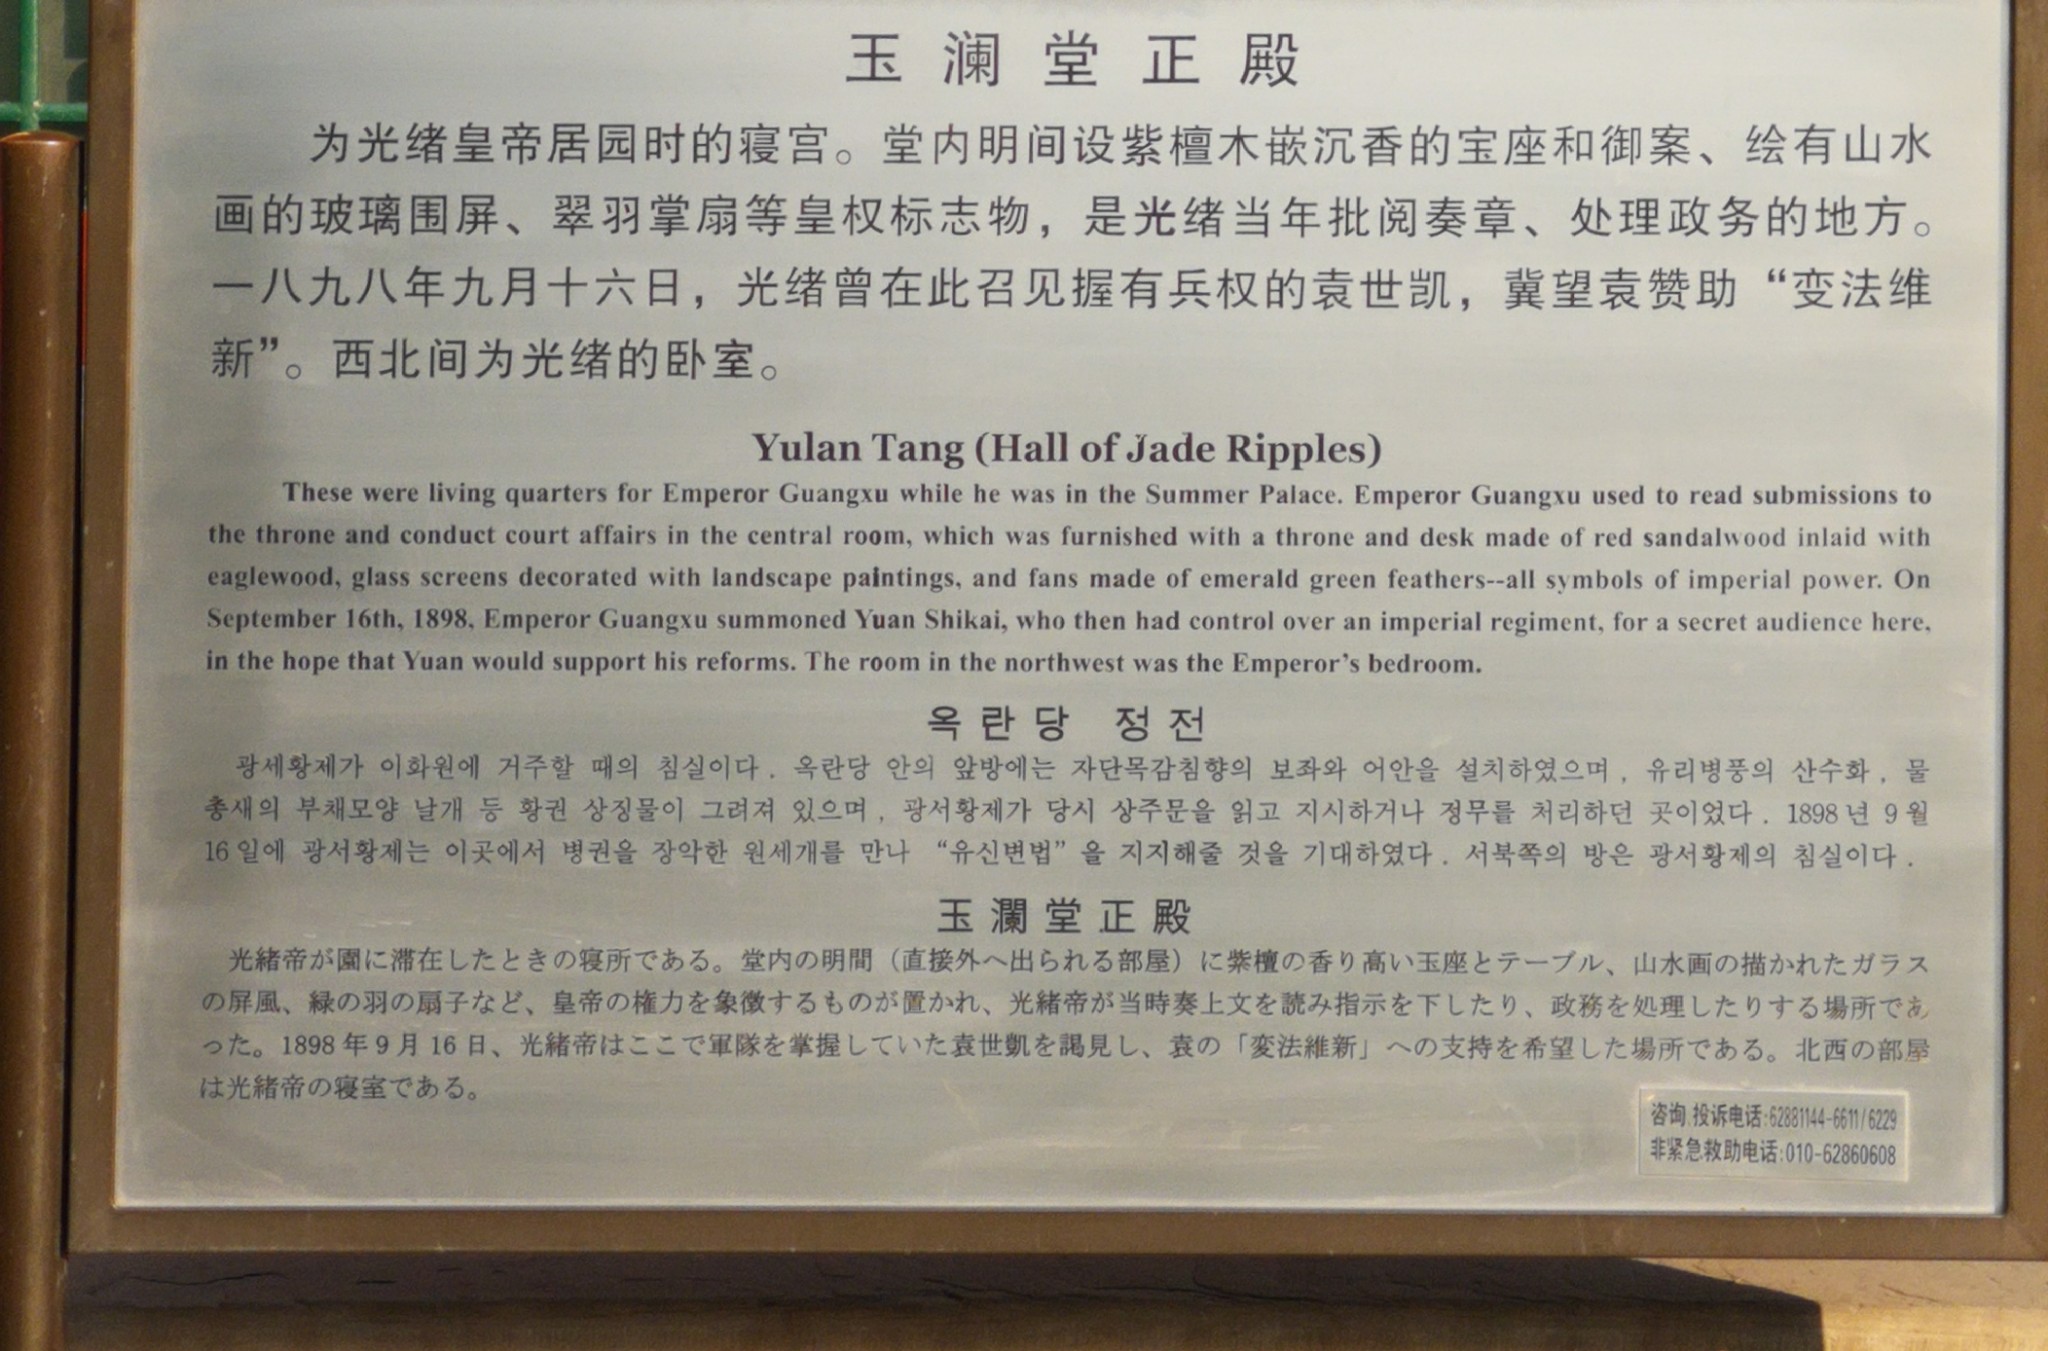 玉澜堂正殿
为光绪皇帝居园时的寝宫。堂内明间设紫檀木嵌沉香的宝座和御案、绘有山水
画的玻璃围屏、翠羽掌扇等皇权标志物，是光绪当年批阅奏章、处理政务的地方。
一八九八年九月十六日，光绪曾在此召见握有兵权的袁世凯，冀望袁赞助“变法维
新”。西北间为光绪的卧室。
Yulan Tang (Hall of Jade Ripples)
These were living quarters for Emperor Guangxu while he was in the Summer Palace. Emperor Guangxu used to read submissions to
the throne and conduct court affairs in the central room, which was furnished with a throne and desk made of red sandalwood inlaid with
eaglewood, glass screens decorated with landscape paintings, and fans made of emerald green feathers--all symbols of imperial power. On
September 16th, 1898, Emperor Guangxu summoned Yuan Shikai, who then had control over an imperial regiment, for a secret audience here,
in the hope that Yuan would support his reforms. The room in the northwest was the Emperor's bedroom.
옥란당 정전
광세황제가 이화원에 거주할 때의 침실이다. 옥란당 안의 앞방에는 자단목감침향의 보좌와 어안을 설치하였으며, 유리병풍의 산수화, 물
총새의 부채모양 날개 등 황권 상징물이 그려져 있으며, 광서황제가 당시 상주문을 읽고 지시하거나 정무를 처리하던 곳이었다. 1898년 9월
16일에 광서황제는 이곳에서 병권을 장악한 원세개를 만나 “유신변법”을 지지해줄 것을 기대하였다. 서북쪽의 방은 광서황제의 침실이다.
玉瀾堂正殿
光緒帝が園に滞在したときの寝所である。堂内の明間（直接外へ出られる部屋）に紫檀の香り高い玉座とテーブル、山水画の描かれたガラス
の屏風、緑の羽の扇子など、皇帝の権力を象徴するものが置かれ、光緒帝が当時奏上文を読み指示を下したり、政務を処理したりする場所であ
った。1898年9月16日、光緒帝はここで軍隊を掌握していた袁世凱を謁見し、袁の「変法維新」への支持を希望した場所である。北西の部屋
は光緒帝の寝室である。
咨询、投诉电话:62881144-6611/6229
非紧急救助电话:010-62860608